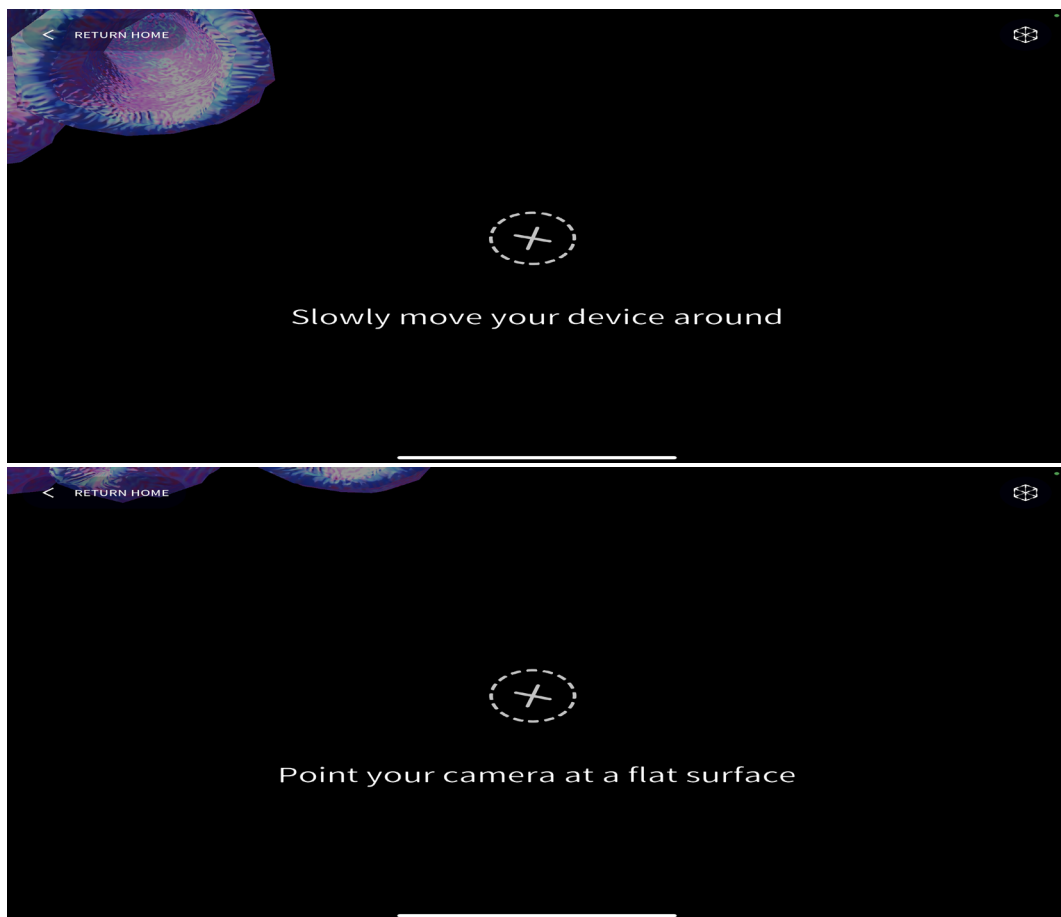 < RETURN HOME
Slowly move your device around
< RETURN HOME
Point your camera at a flat surface